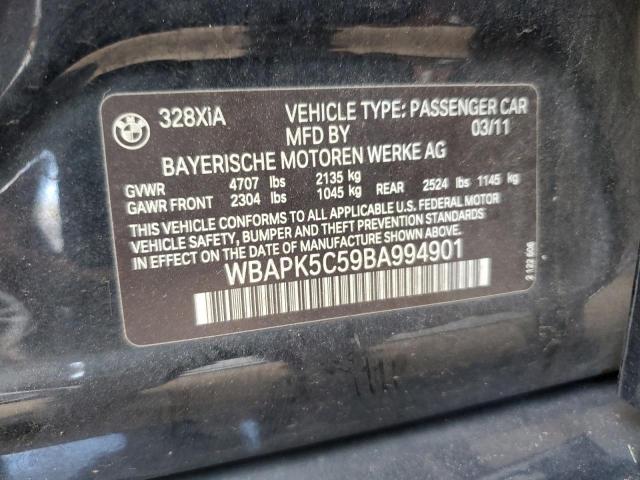 BMW
328XiA VEHICLE TYPE: PASSENGER CAR
MFD BY 03/11
BAYERISCHE MOTOREN WERKE AG
GVWR 4707 lbs 2135 kg
GAWR FRONT 2304 lbs 1045 kg REAR 2524 lbs 1145 kg
THIS VEHICLE CONFORMS TO ALL APPLICABLE U.S. FEDERAL MOTOR
VEHICLE SAFETY, BUMPER AND THEFT PREVENTION STANDARDS
IN EFFECT ON THE DATE OF MANUFACTURE SHOWN ABOVE.
WBAPK5C59BA994901